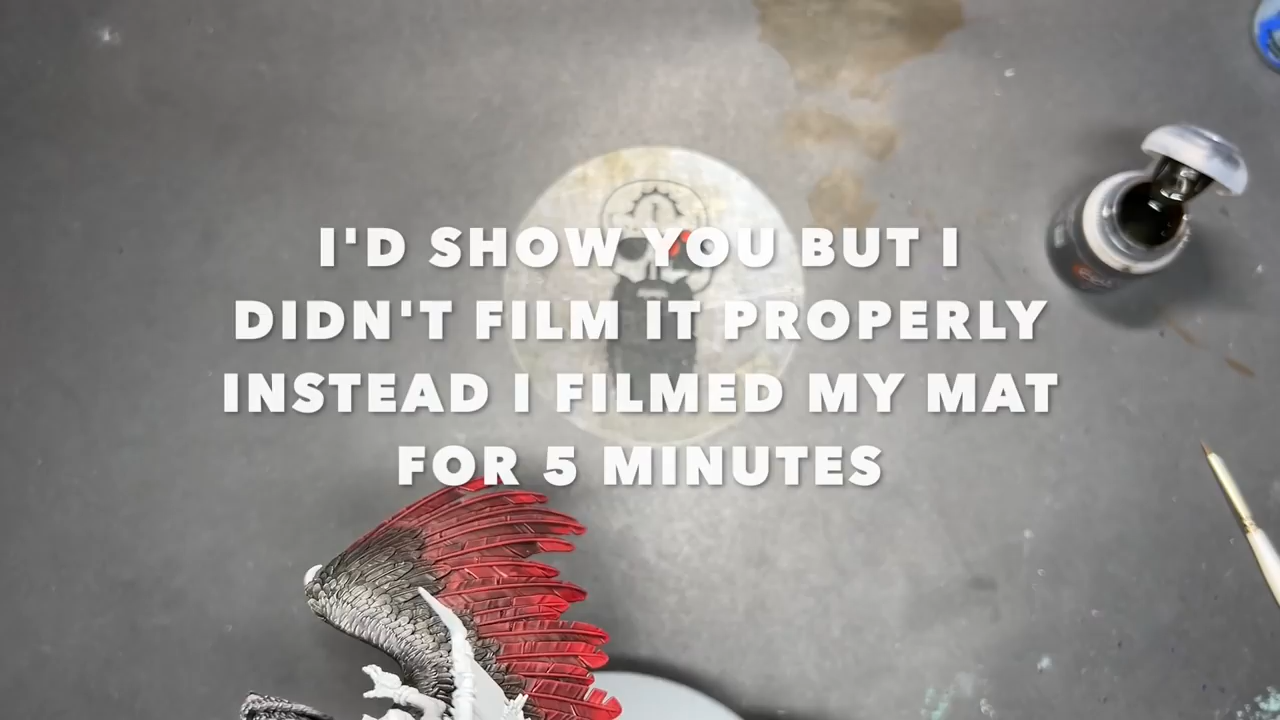 I'D SHOW YOU BUT I
DIDN'T FILM IT PROPERLY
INSTEAD I FILMED MY MAT
FOR 5 MINUTES